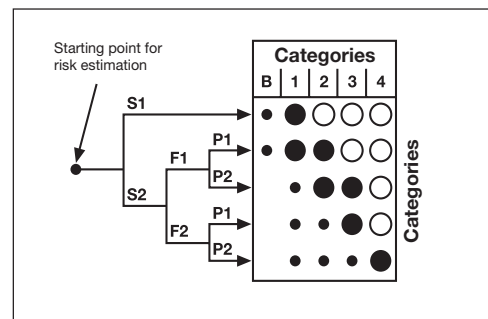 Starting point for
risk estimation
Categories
B 1 2 3 4
S1
P1
F1
P2
S2
P1
F2
P2
Categories